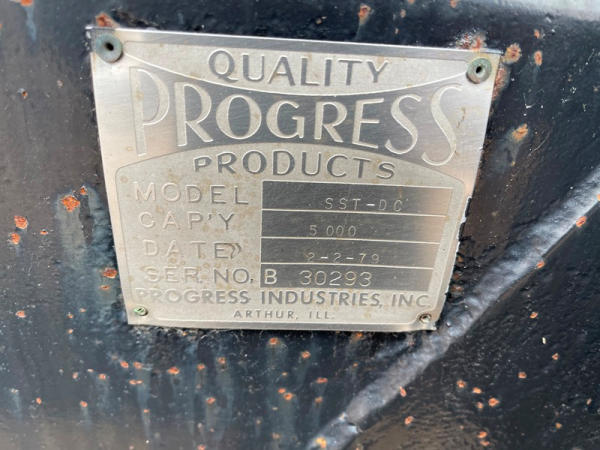 QUALITY
PROGRESS
PRODUCTS
MODEL SST-DC
CAP'Y 5000
DATE 2-2-79
SER. NO. B 30293
PROGRESS INDUSTRIES, INC.
ARTHUR, ILL.